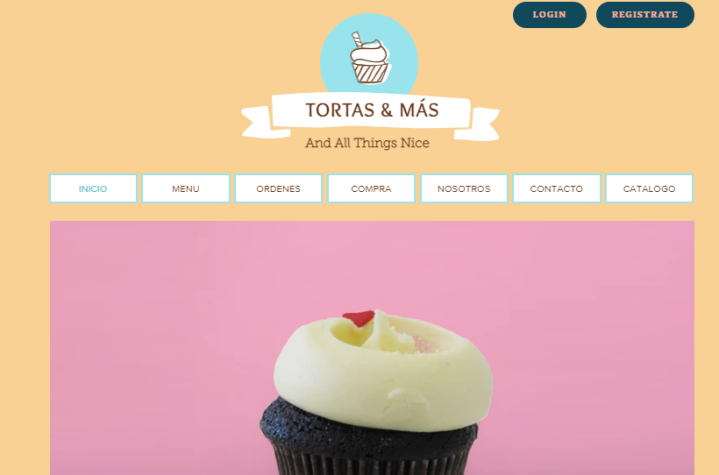 LOGIN
REGISTRATE
TORTAS & MÁS
And All Things Nice
INICIO
MENU
ORDENES
COMPRA
NOSOTROS
CONTACTO
CATALOGO